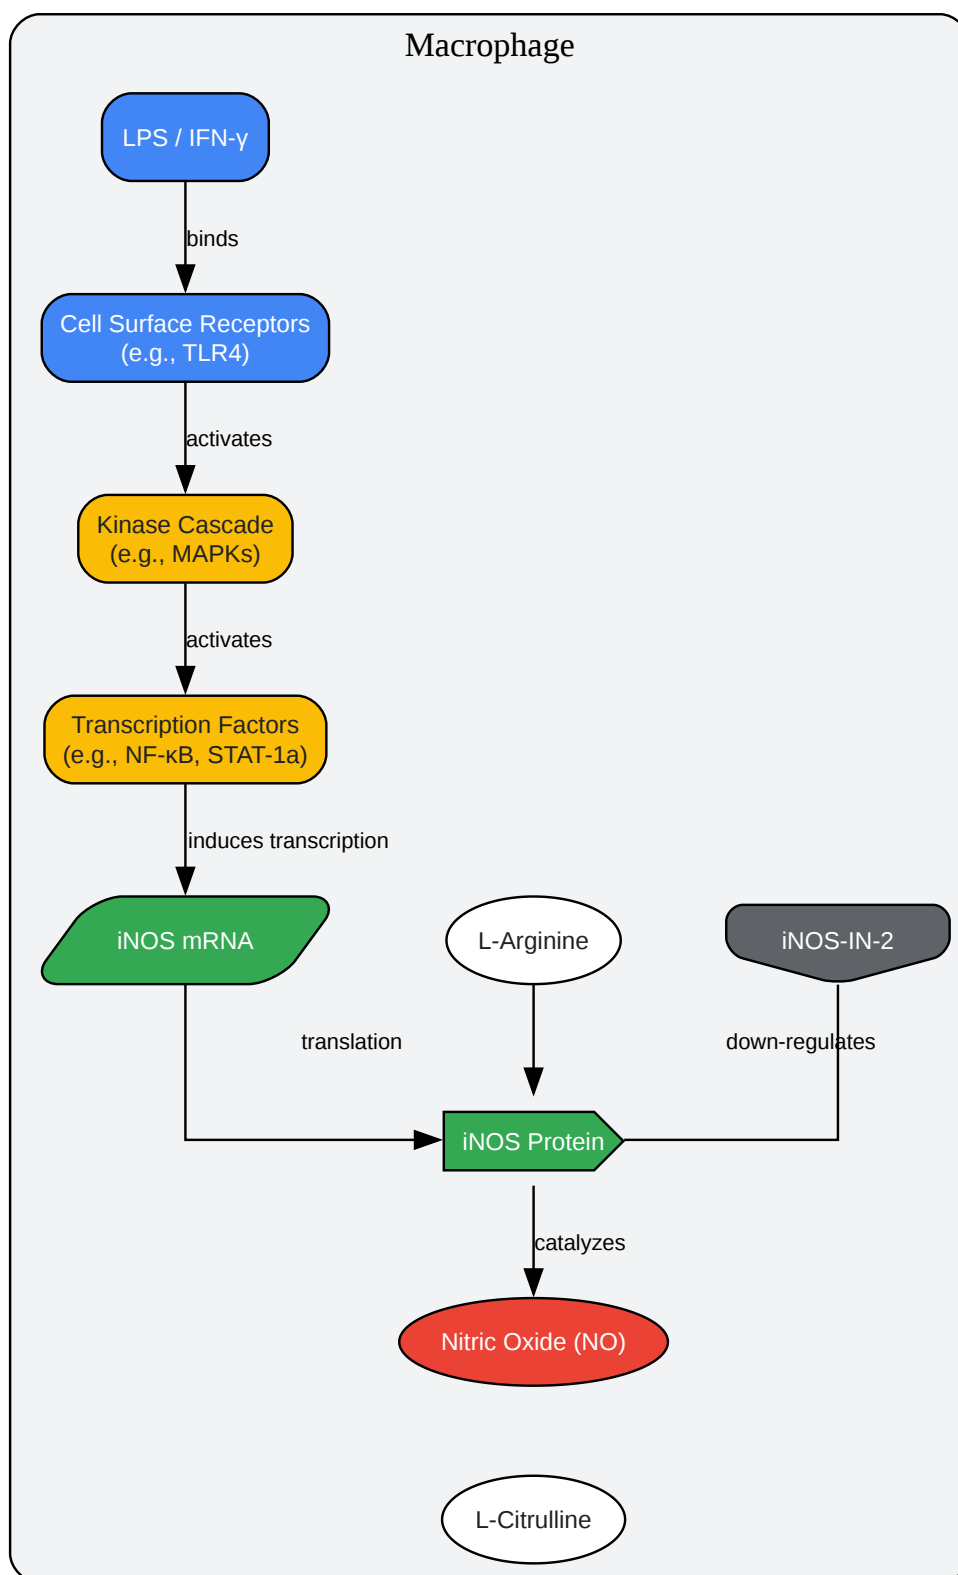 Macrophage
LPS / IFN-γ
binds
Cell Surface Receptors
(e.g., TLR4)
activates
Kinase Cascade
(e.g., MAPKs)
activates
Transcription Factors
(e.g., NF-κB, STAT-1a)
induces transcription
iNOS mRNA
L-Arginine
iNOS-IN-2
translation
down-regulates
iNOS Protein
catalyzes
Nitric Oxide (NO)
L-Citrulline